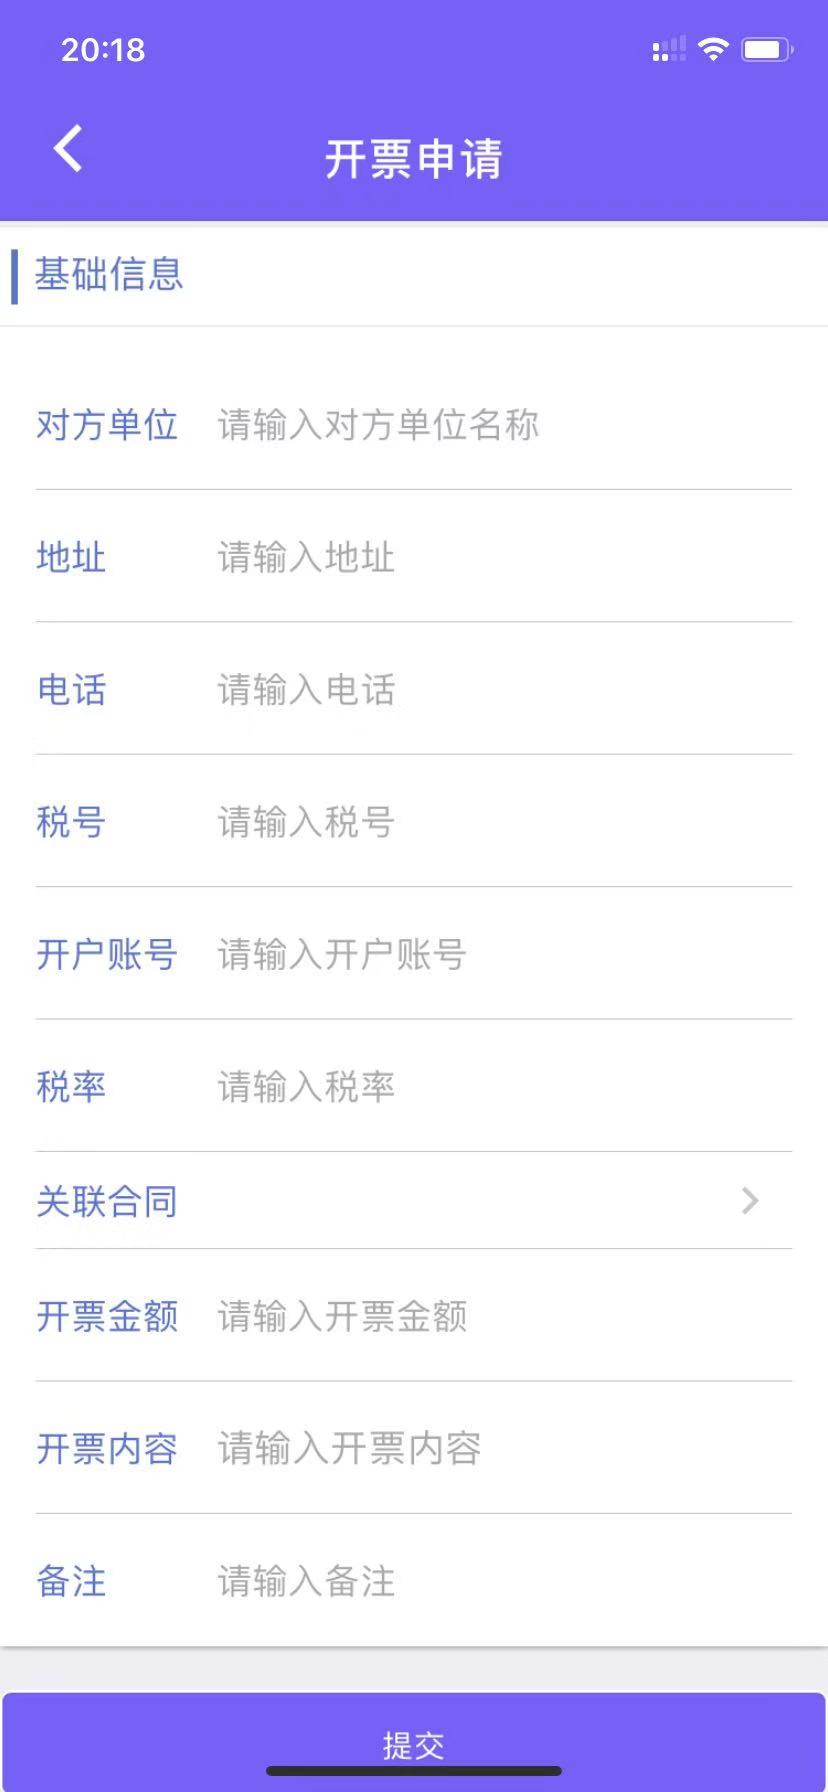 20:18
开票申请
基础信息
对方单位 请输入对方单位名称
地址 请输入地址
电话 请输入电话
税号 请输入税号
开户账号 请输入开户账号
税率 请输入税率
关联合同
开票金额 请输入开票金额
开票内容 请输入开票内容
备注 请输入备注
提交